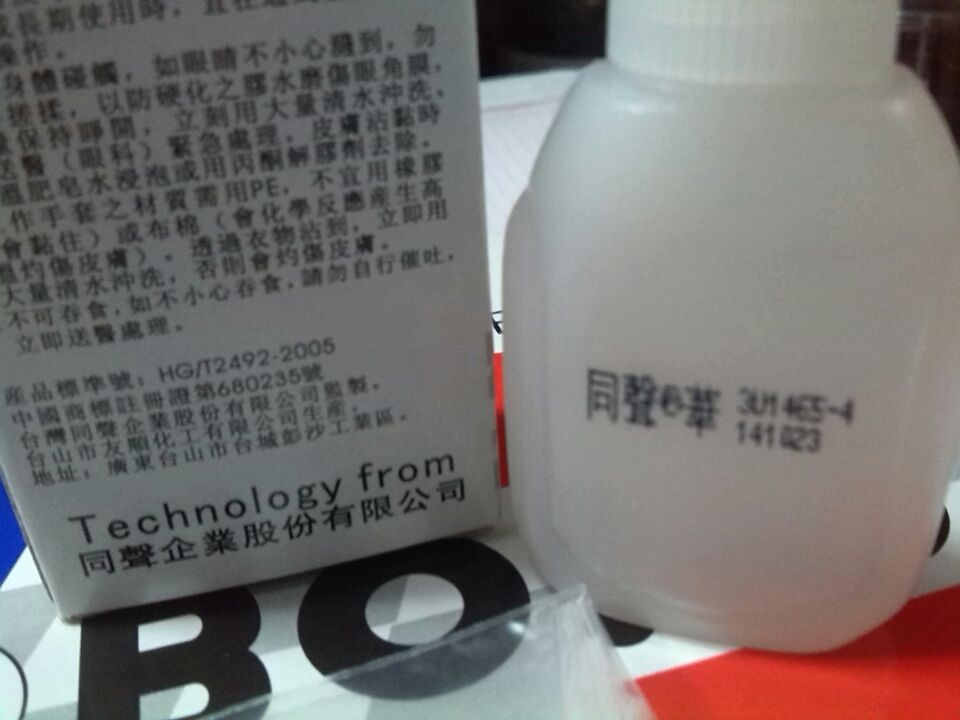 長期使用時，
操作。
身體碰觸，如眼睛不小心濺到，勿
搓揉，以防硬化之膠水磨傷眼角膜，
保持睜開，立刻用大量清水沖洗，
送醫（眼科）緊急處理。皮膚沾黏時
溫肥皂水浸泡或用丙酮解膠劑去除。
作手套之材質需用PE，不宜用橡膠
會黏住）或布棉（會化學反應產生高
溫灼傷皮膚）。透過衣物沾到，立即用
大量清水沖洗，否則會灼傷皮膚。
不可吞食，如不小心吞食，請勿自行催吐，
立即送醫處理。
產品標準號：HG/T2492-2005
中國商標註冊證第680235號
台灣同聲企業股份有限公司監製。
台山市友順化工有限公司生產。
地址：廣東台山市台城彭沙工業區。
Technology from
同聲企業股份有限公司
同聲 3U1465-4
141023
BO